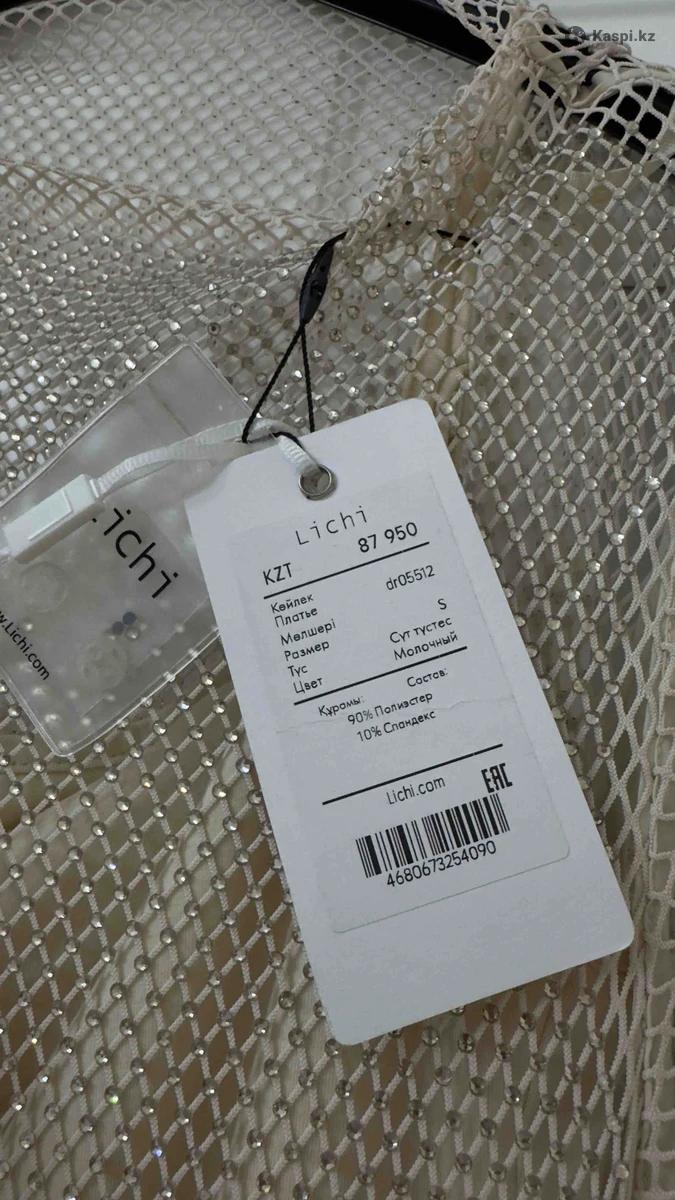 Kaspi.kz
Lichi
KZT 87 950
Көйлек
Платье dr05512
Мөлшері
Размер S
Түс Сүт түстес
Цвет Молочный
Құрамы: Состав:
90% Полиэстер
10% Спандекс
Lichi.com EAC
4680673254090
Lichi
w.Lichi.com